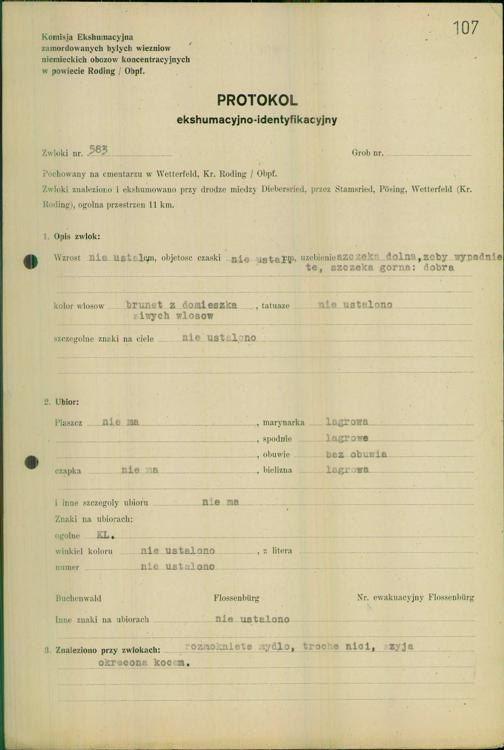 107
Komisja Ekshumacyjna
zamordowanych bylych wiezniow
niemieckich obozow koncentracyjnych
w powiecie Roding / Obpf.
PROTOKOL
ekshumacyjno-identyfikacyjny
Zwloki nr. 583 Grob nr.
Pochowany na cmentarzu w Wetterfeld, Kr. Roding / Obpf.
Zwloki znaleziono i ekshumowano przy drodze miedzy Diebersried, przez Stamsried, Pösing, Wetterfeld (Kr.
Roding), ogolna przestrzen 11 km.
1. Opis zwlok:
Wzrost nie ustalom, objetosc czaski nie ustal. m, uzebienie szczeka dolna, zeby wypadnie
te, szczeka gorna: dobra
kolor wlosow brunet z domieszka , tatuaze nie ustalono
siwych wlosow
szczegolne znaki na ciele nie ustalono
2. Ubior:
Plaszcz nie ma , marynarka lagrowa
, spodnie lagrowe
, obuwie bez obuwia
czapka nie ma , bielizna lagrowa
i inne szczegoly ubioru nie ma
Znaki na ubiorach:
ogolne KL.
winkiel koloru nie ustalono , z litera
numer nie ustalono
Buchenwald Flossenbürg Nr. ewakuacyjny Flossenbürg
Inne znaki na ubiorach nie ustalono
3. Znaleziono przy zwlokach: rozmokniete mydlo, troche nici, szyja
okrecona kocem.